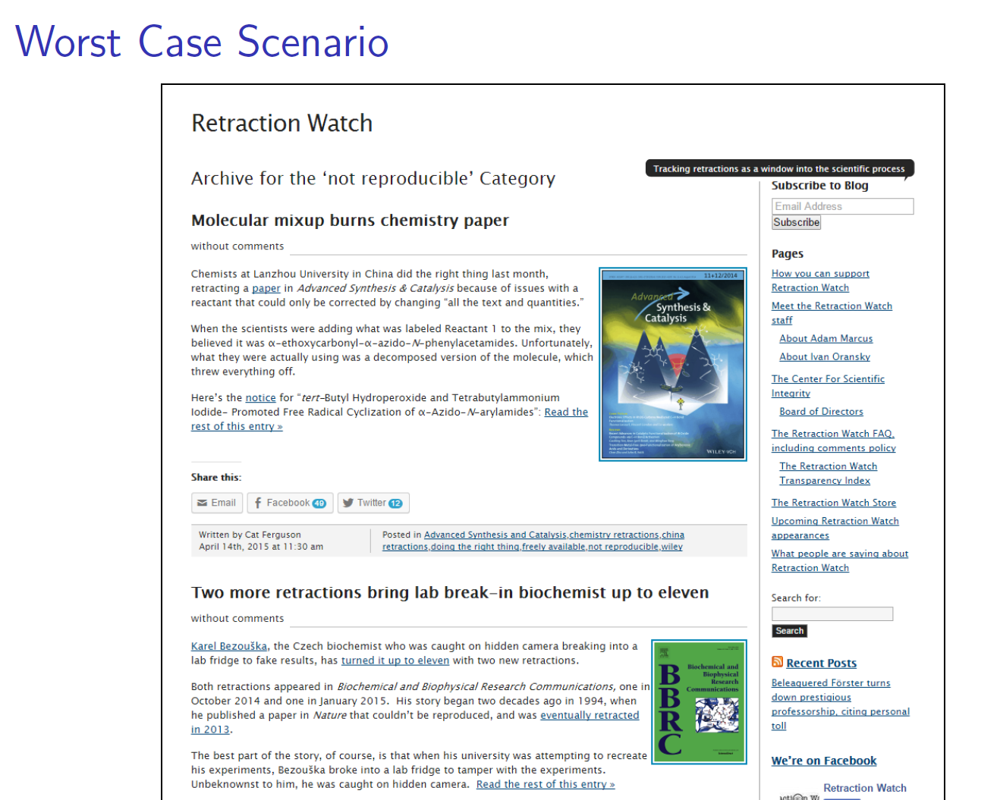 Worst Case Scenario
Retraction Watch
Tracking retractions as a window into the scientific process
Archive for the ‘not reproducible’ Category
Molecular mixup burns chemistry paper
without comments
Chemists at Lanzhou University in China did the right thing last month,
retracting a paper in Advanced Synthesis & Catalysis because of issues with a
reactant that could only be corrected by changing “all the text and quantities.”
When the scientists were adding what was labeled Reactant 1 to the mix, they
believed it was α-ethoxycarbonyl-α-azido-N-phenylacetamides. Unfortunately,
what they were actually using was a decomposed version of the molecule, which
threw everything off.
Here’s the notice for “tert-Butyl Hydroperoxide and Tetrabutylammonium
Iodide- Promoted Free Radical Cyclization of α-Azido-N-arylamides”: Read the
rest of this entry »
11+12/2014
Advanced
Synthesis &
Catalysis
WILEY-VCH
Share this:
Email
Facebook 49
Twitter 12
Written by Cat Ferguson
April 14th, 2015 at 11:30 am
Posted in Advanced Synthesis and Catalysis,chemistry retractions,china
retractions,doing the right thing,freely available,not reproducible,wiley
Two more retractions bring lab break-in biochemist up to eleven
without comments
Karel Bezouška, the Czech biochemist who was caught on hidden camera breaking into a
lab fridge to fake results, has turned it up to eleven with two new retractions.
Both retractions appeared in Biochemical and Biophysical Research Communications, one in
October 2014 and one in January 2015.  His story began two decades ago in 1994, when
he published a paper in Nature that couldn’t be reproduced, and was eventually retracted
in 2013.
The best part of the story, of course, is that when his university was attempting to recreate
his experiments, Bezouška broke into a lab fridge to tamper with the experiments.
Unbeknownst to him, he was caught on hidden camera.  Read the rest of this entry »
BBRC
Biochemical and
Biophysical
Research
Communications
Subscribe to Blog
Email Address
Subscribe
Pages
How you can support
Retraction Watch
Meet the Retraction Watch
staff
About Adam Marcus
About Ivan Oransky
The Center For Scientific
Integrity
Board of Directors
The Retraction Watch FAQ,
including comments policy
The Retraction Watch
Transparency Index
The Retraction Watch Store
Upcoming Retraction Watch
appearances
What people are saying about
Retraction Watch
Search for:
Search
Recent Posts
Beleaguered Förster turns
down prestigious
professorship, citing personal
toll
We’re on Facebook
Retraction Watch